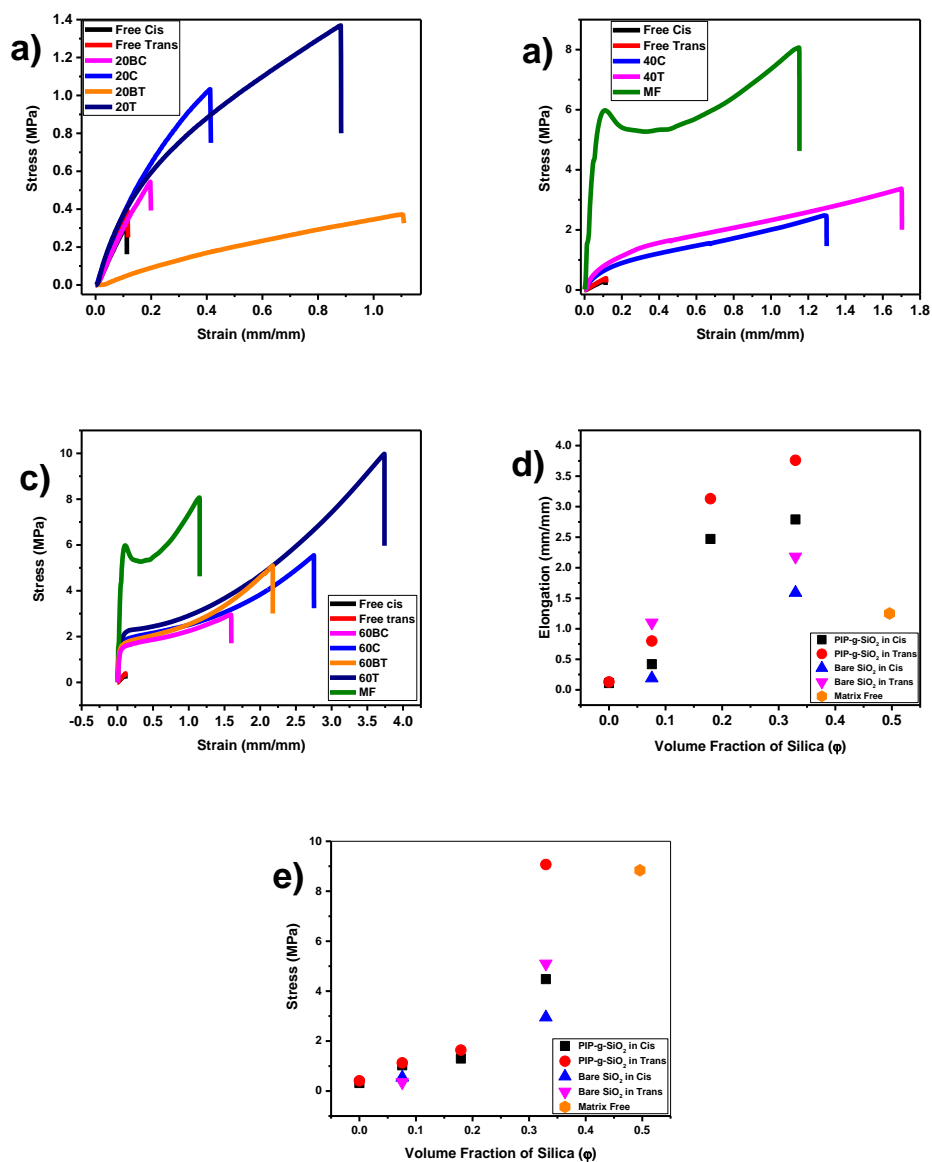 a)
1.4
1.2
1.0
0.8
0.6
0.4
0.2
0.0
Stress (MPa)
Free Cis
Free Trans
20BC
20C
20BT
20T
0.0 0.2 0.4 0.6 0.8 1.0
Strain (mm/mm)
a)
8
6
4
2
0
Stress (MPa)
Free Cis
Free Trans
40C
40T
MF
0.0 0.2 0.4 0.6 0.8 1.0 1.2 1.4 1.6 1.8
Strain (mm/mm)
c)
10
8
6
4
2
0
Stress (MPa)
Free cis
Free trans
60BC
60C
60BT
60T
MF
-0.5 0.0 0.5 1.0 1.5 2.0 2.5 3.0 3.5 4.0
Strain (mm/mm)
d)
4.0
3.5
3.0
2.5
2.0
1.5
1.0
0.5
0.0
Elongation (mm/mm)
PIP-g-SiO₂ in Cis
PIP-g-SiO₂ in Trans
Bare SiO₂ in Cis
Bare SiO₂ in Trans
Matrix Free
0.0 0.1 0.2 0.3 0.4 0.5
Volume Fraction of Silica (φ)
e)
10
8
6
4
2
0
Stress (MPa)
PIP-g-SiO₂ in Cis
PIP-g-SiO₂ in Trans
Bare SiO₂ in Cis
Bare SiO₂ in Trans
Matrix Free
0.0 0.1 0.2 0.3 0.4 0.5
Volume Fraction of Silica (φ)